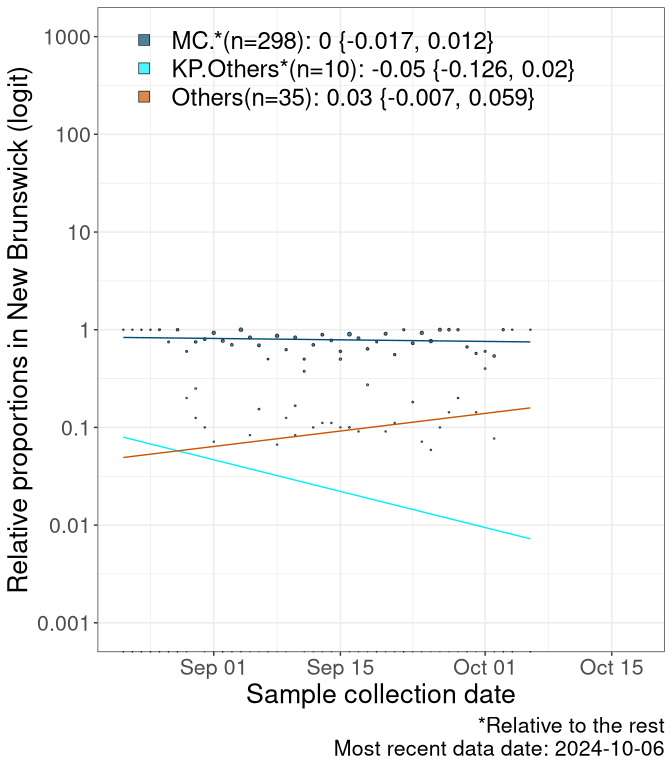 1000
100
10
1
0.1
0.01
0.001
Relative proportions in New Brunswick (logit)
MC.*(n=298): 0 {-0.017, 0.012}
KP.Others*(n=10): -0.05 {-0.126, 0.02}
Others(n=35): 0.03 {-0.007, 0.059}
Sep 01 Sep 15 Oct 01 Oct 15
Sample collection date
*Relative to the rest
Most recent data date: 2024-10-06